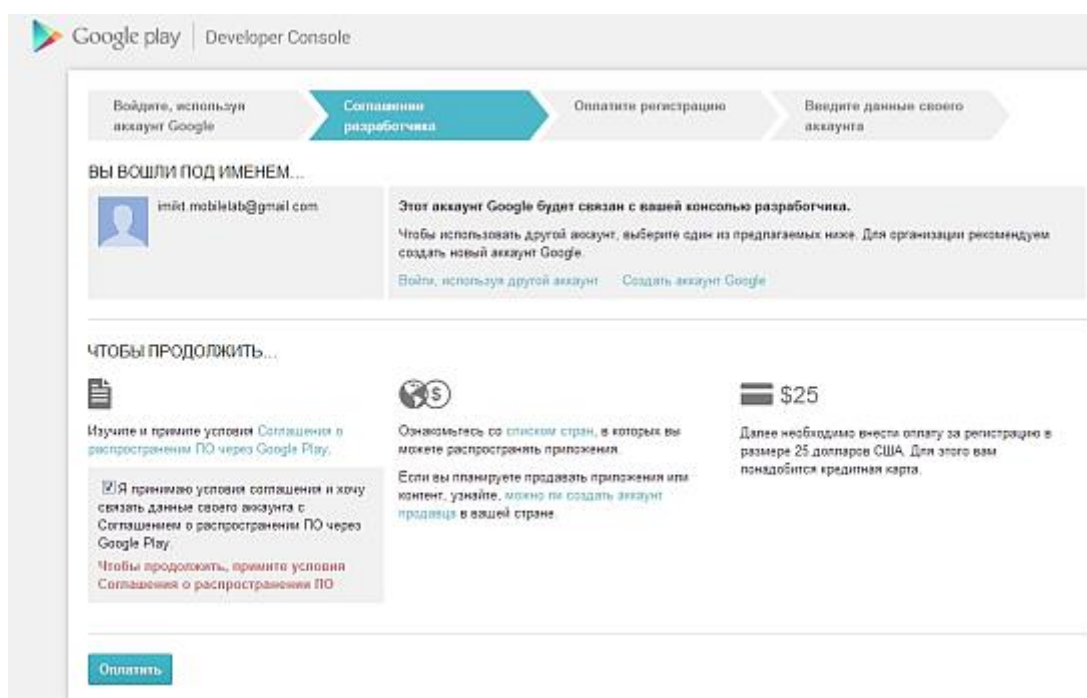 Google play | Developer Console
Войдите, используя
аккаунт Google
Соглашение
разработчика
Оплатите регистрацию
Введите данные своего
аккаунта
ВЫ ВОШЛИ ПОД ИМЕНЕМ...
imikt.mobilelab@gmail.com
Этот аккаунт Google будет связан с вашей консолью разработчика.
Чтобы использовать другой аккаунт, выберите один из предлагаемых ниже. Для организации рекомендуем
создать новый аккаунт Google.
Войти, используя другой аккаунт Создать аккаунт Google
ЧТОБЫ ПРОДОЛЖИТЬ...
Изучите и примите условия Соглашения о
распространении ПО через Google Play.
Я принимаю условия соглашения и хочу
связать данные своего аккаунта с
Соглашением о распространении ПО через
Google Play.
Чтобы продолжить, примите условия
Соглашения о распространении ПО
$
Ознакомьтесь со списком стран, в которых вы
можете распространять приложения.
Если вы планируете продавать приложения или
контент, узнайте, можно ли создать аккаунт
продавца в вашей стране.
$25
Далее необходимо внести оплату за регистрацию в
размере 25 долларов США. Для этого вам
понадобится кредитная карта.
Оплатить